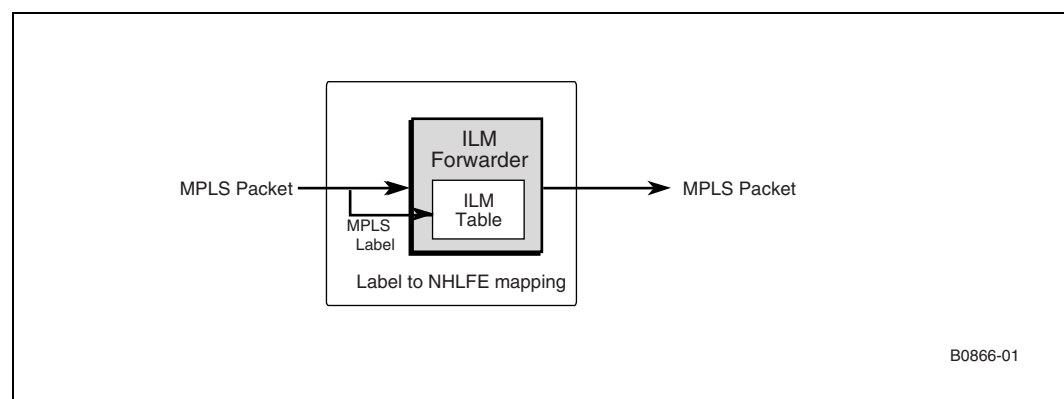 ILM
Forwarder
MPLS Packet
ILM
Table
MPLS Packet
MPLS
Label
Label to NHLFE mapping
B0866-01